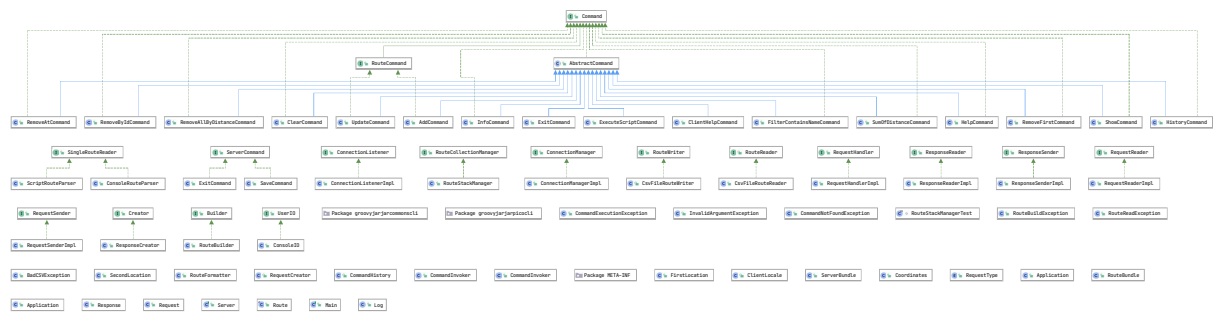 Command
RouteCommand AbstractCommand
RemoveAtCommand RemoveByIdCommand RemoveAllByDistanceCommand ClearCommand UpdateCommand AddCommand InfoCommand ExitCommand ExecuteScriptCommand ClientHelpCommand FilterContainsNameCommand SumOfDistanceCommand HelpCommand RemoveFirstCommand ShowCommand HistoryCommand
SingleRouteReader ServerCommand ConnectionListener RouteCollectionManager ConnectionManager RouteWriter RouteReader RequestHandler ResponseReader ResponseSender RequestReader
ScriptRouteParser ConsoleRouteParser ExitCommand SaveCommand ConnectionListenerImpl RouteStackManager ConnectionManagerImpl CsvFileRouteWriter CsvFileRouteReader RequestHandlerImpl ResponseReaderImpl ResponseSenderImpl RequestReaderImpl
RequestSender Creator Builder UserIO Package groovyjarjarcommonscli Package groovyjarjarpicocli CommandExecutionException InvalidArgumentException CommandNotFoundException RouteStackManagerTest RouteBuildException RouteReadException
RequestSenderImpl ResponseCreator RouteBuilder ConsoleIO
BadCSVException SecondLocation RouteFormatter RequestCreator CommandHistory CommandInvoker CommandInvoker Package META-INF FirstLocation ClientLocale ServerBundle Coordinates RequestType Application RouteBundle
Application Response Request Server Route Main Log